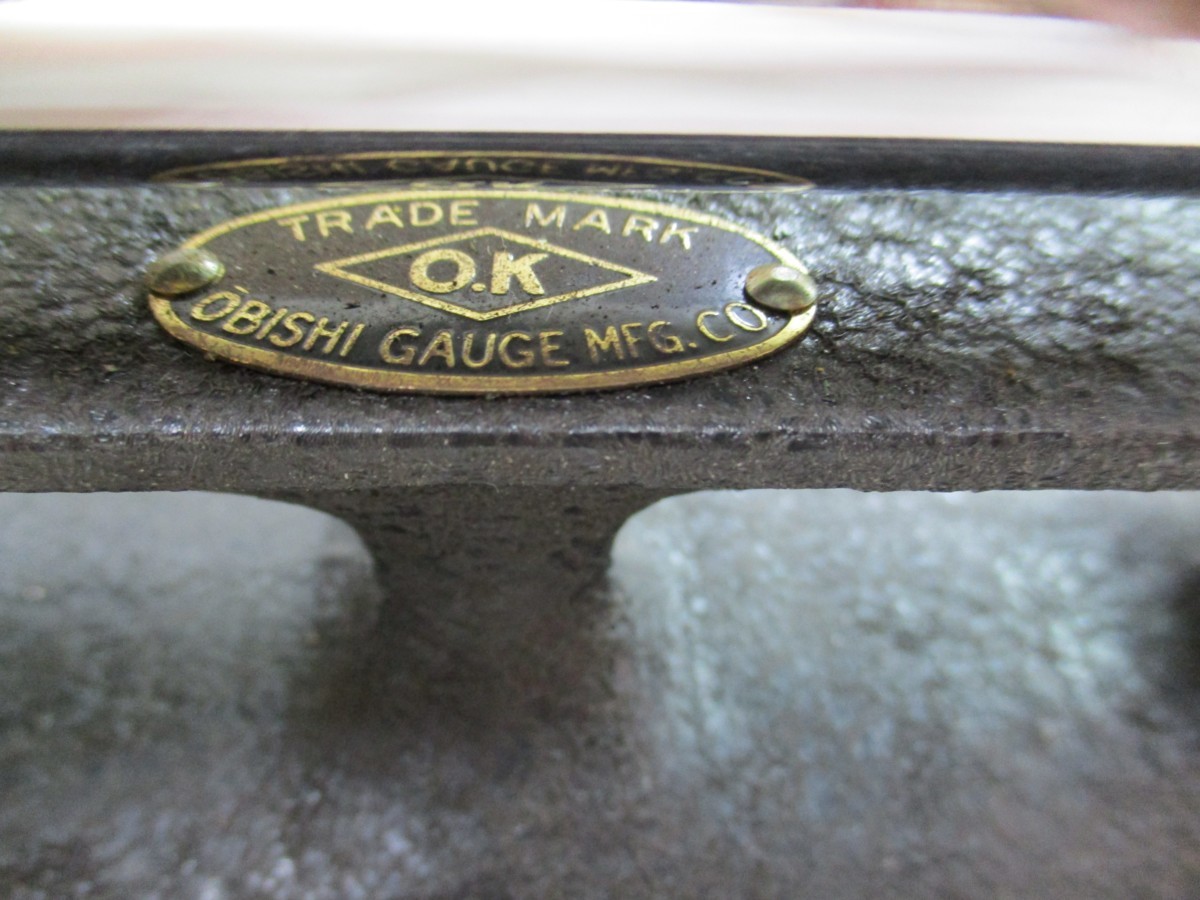 TRADE MARK
O.K
ŌBISHI GAUGE MFG. CO.